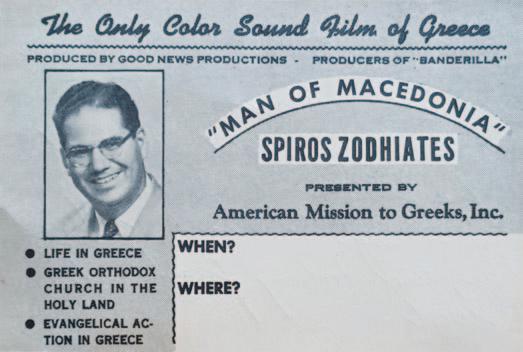 The Only Color Sound Film of Greece
PRODUCED BY GOOD NEWS PRODUCTIONS - PRODUCERS OF "BANDERILLA"
"MAN OF MACEDONIA"
SPIROS ZODHIATES
PRESENTED BY
American Mission to Greeks, Inc.
● LIFE IN GREECE
● GREEK ORTHODOX
CHURCH IN THE
HOLY LAND
● EVANGELICAL AC-
TION IN GREECE
WHEN?
WHERE?